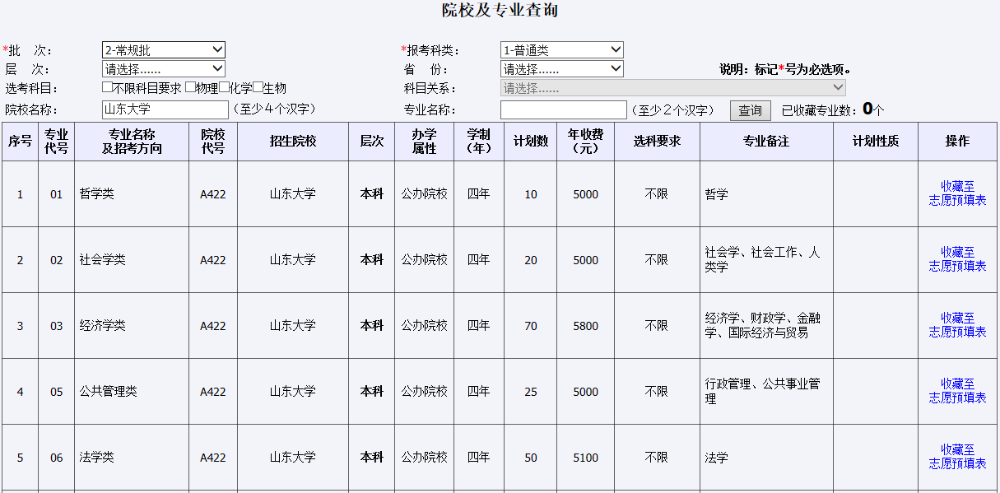 院校及专业查询
*批 次： 2-常规批 *报考科类： 1-普通类
层 次： 请选择...... 省 份： 请选择...... 说明：标记*号为必选项。
选考科目： 不限科目要求 物理 化学 生物 科目关系： 请选择......
院校名称： 山东大学 （至少4个汉字） 专业名称： （至少2个汉字） 查询 已收藏专业数：0个
序号 专业代号 专业名称及招考方向 院校代号 招生院校 层次 办学属性 学制（年） 计划数 年收费（元） 选科要求 专业备注 计划性质 操作
1 01 哲学类 A422 山东大学 本科 公办院校 四年 10 5000 不限 哲学 收藏至志愿预填表
2 02 社会学类 A422 山东大学 本科 公办院校 四年 20 5000 不限 社会学、社会工作、人类学 收藏至志愿预填表
3 03 经济学类 A422 山东大学 本科 公办院校 四年 70 5800 不限 经济学、财政学、金融学、国际经济与贸易 收藏至志愿预填表
4 05 公共管理类 A422 山东大学 本科 公办院校 四年 25 5000 不限 行政管理、公共事业管理 收藏至志愿预填表
5 06 法学类 A422 山东大学 本科 公办院校 四年 50 5100 不限 法学 收藏至志愿预填表